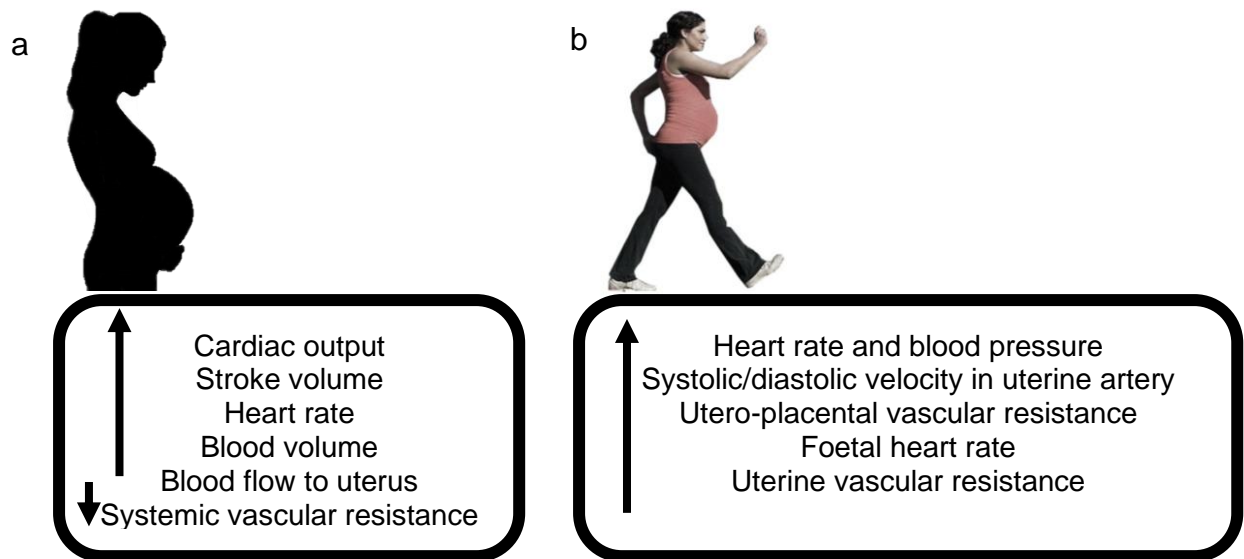 a
Cardiac output
Stroke volume
Heart rate
Blood volume
Blood flow to uterus
Systemic vascular resistance
b
Heart rate and blood pressure
Systolic/diastolic velocity in uterine artery
Utero-placental vascular resistance
Foetal heart rate
Uterine vascular resistance